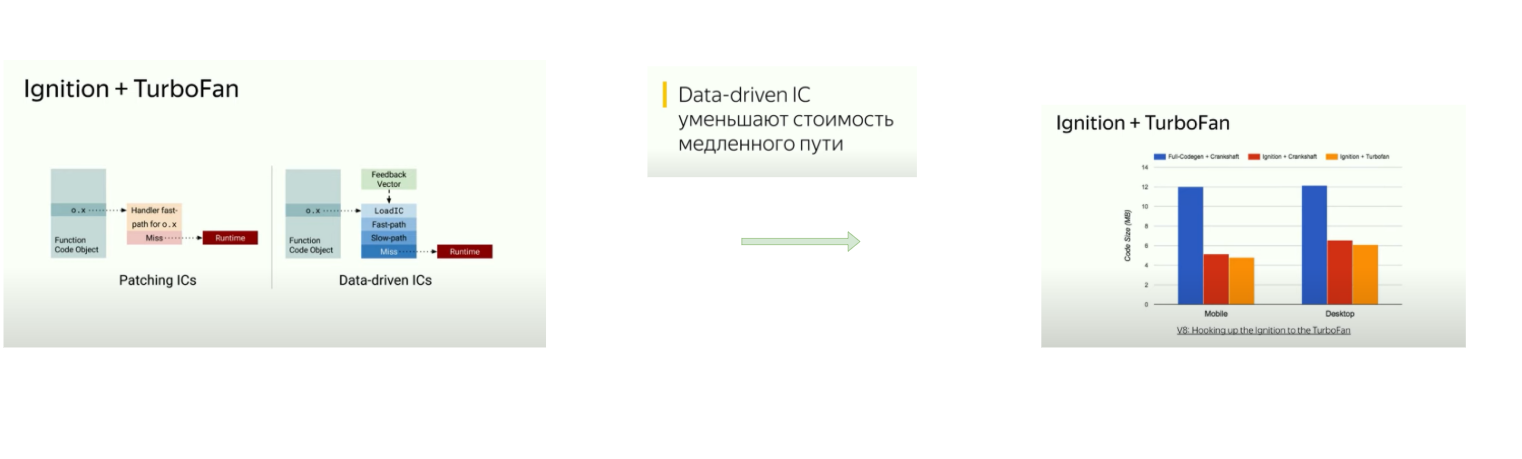 Ignition + TurboFan
o.x
Handler fast-
path for o.x
Miss
Runtime
Function
Code Object
Patching ICs
Feedback
Vector
o.x
LoadIC
Fast-path
Slow-path
Miss
Runtime
Function
Code Object
Data-driven ICs
Data-driven IC
уменьшают стоимость
медленного пути
Ignition + TurboFan
Full-Codegen + Crankshaft
Ignition + Crankshaft
Ignition + Turbofan
Code Size (MB)
14
12
10
8
6
4
2
0
Mobile
Desktop
V8: Hooking up the Ignition to the TurboFan